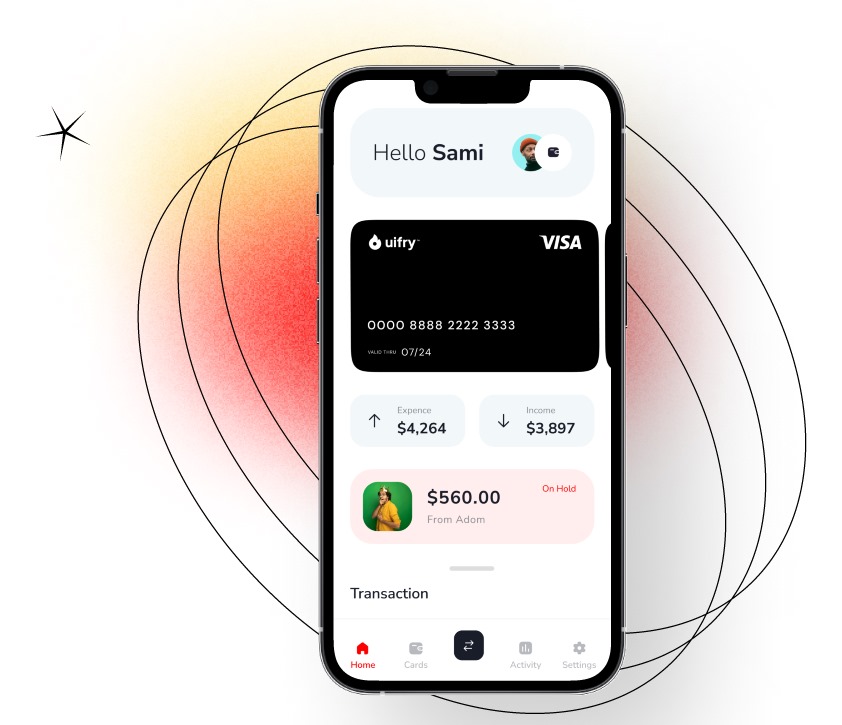 Hello Sami
uifry
VISA
0000 8888 2222 3333
VALID THRU 07/24
Expence
$4,264
Income
$3,897
$560.00
On Hold
From Adom
Transaction
Home
Cards
Activity
Settings